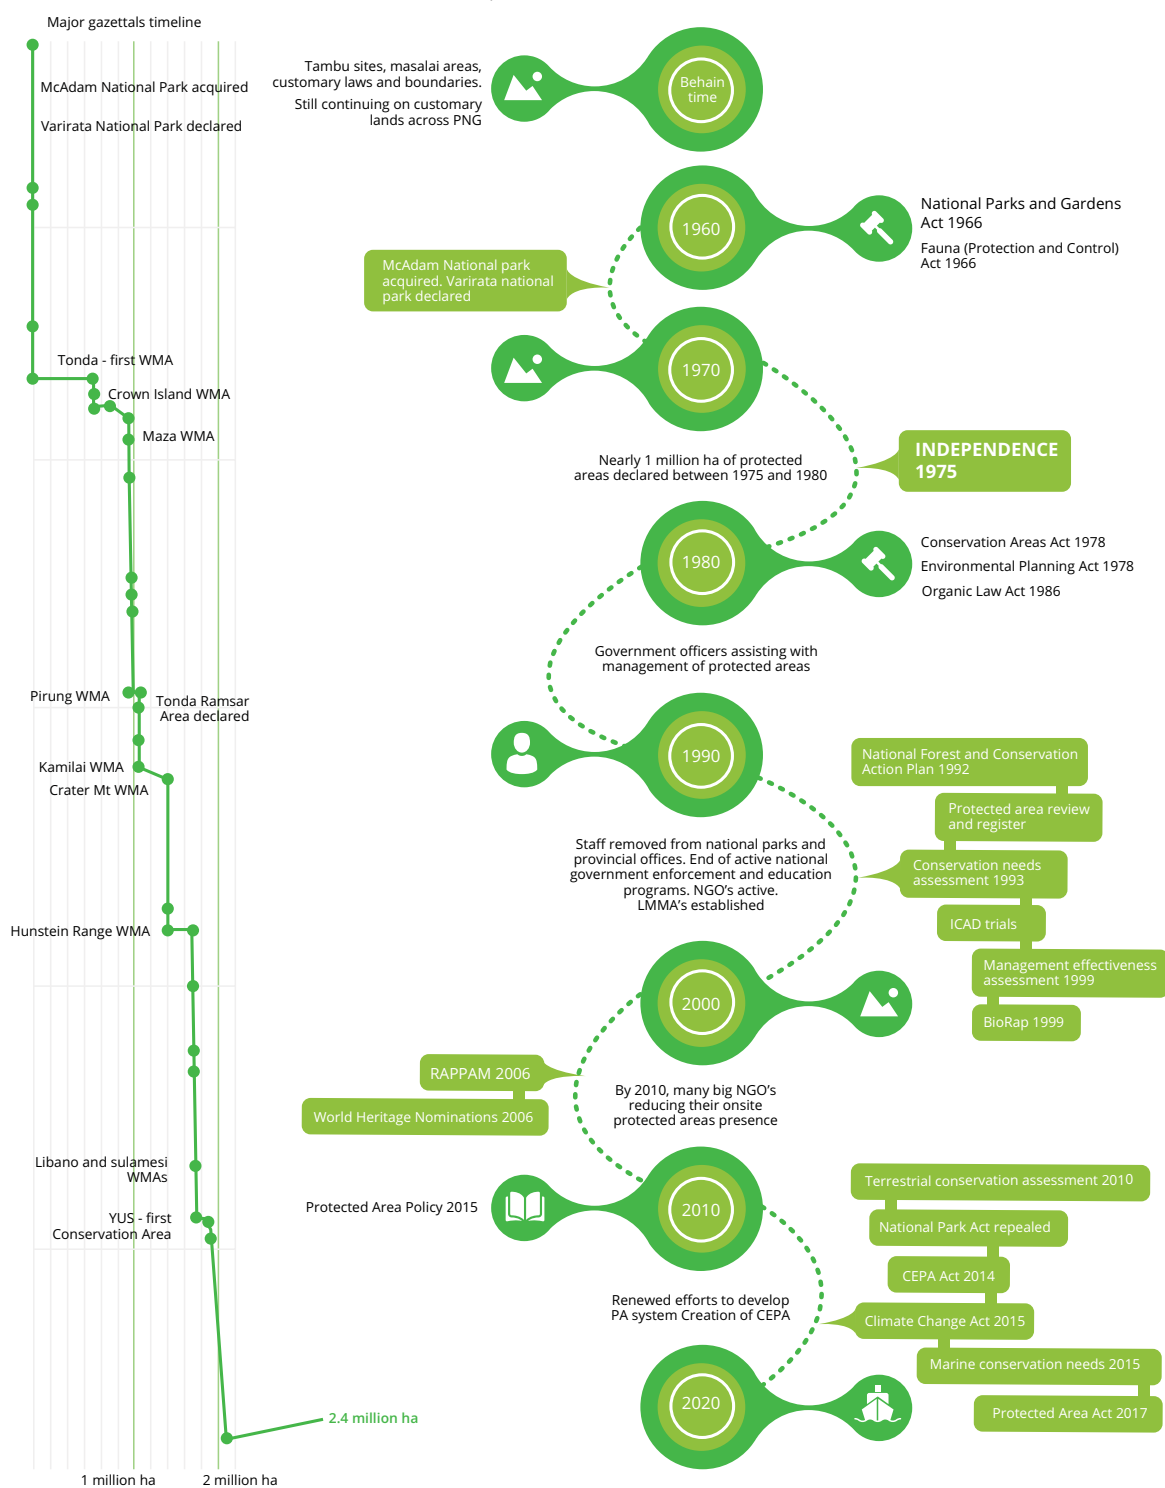 Major gazettals timeline
McAdam National Park acquired
Varirata National Park declared
Tonda - first WMA
Crown Island WMA
Maza WMA
Pirung WMA
Tonda Ramsar
Area declared
Kamilai WMA
Crater Mt WMA
Hunstein Range WMA
Libano and sulamesi
WMAs
YUS - first
Conservation Area
2.4 million ha
1 million ha
2 million ha
Tambu sites, masalai areas,
customary laws and boundaries.
Still continuing on customary
lands across PNG
Behain
time
1960
National Parks and Gardens
Act 1966
Fauna (Protection and Control)
Act 1966
McAdam National park
acquired. Varirata national
park declared
1970
INDEPENDENCE
1975
Nearly 1 million ha of protected
areas declared between 1975 and 1980
1980
Conservation Areas Act 1978
Environmental Planning Act 1978
Organic Law Act 1986
Government officers assisting with
management of protected areas
1990
National Forest and Conservation
Action Plan 1992
Protected area review
and register
Conservation needs
assessment 1993
ICAD trials
Management effectiveness
assessment 1999
BioRap 1999
Staff removed from national parks and
provincial offices. End of active national
government enforcement and education
programs. NGO's active.
LMMA's established
2000
RAPPAM 2006
World Heritage Nominations 2006
By 2010, many big NGO's
reducing their onsite
protected areas presence
Protected Area Policy 2015
2010
Terrestrial conservation assessment 2010
National Park Act repealed
CEPA Act 2014
Climate Change Act 2015
Marine conservation needs 2015
Protected Area Act 2017
Renewed efforts to develop
PA system Creation of CEPA
2020